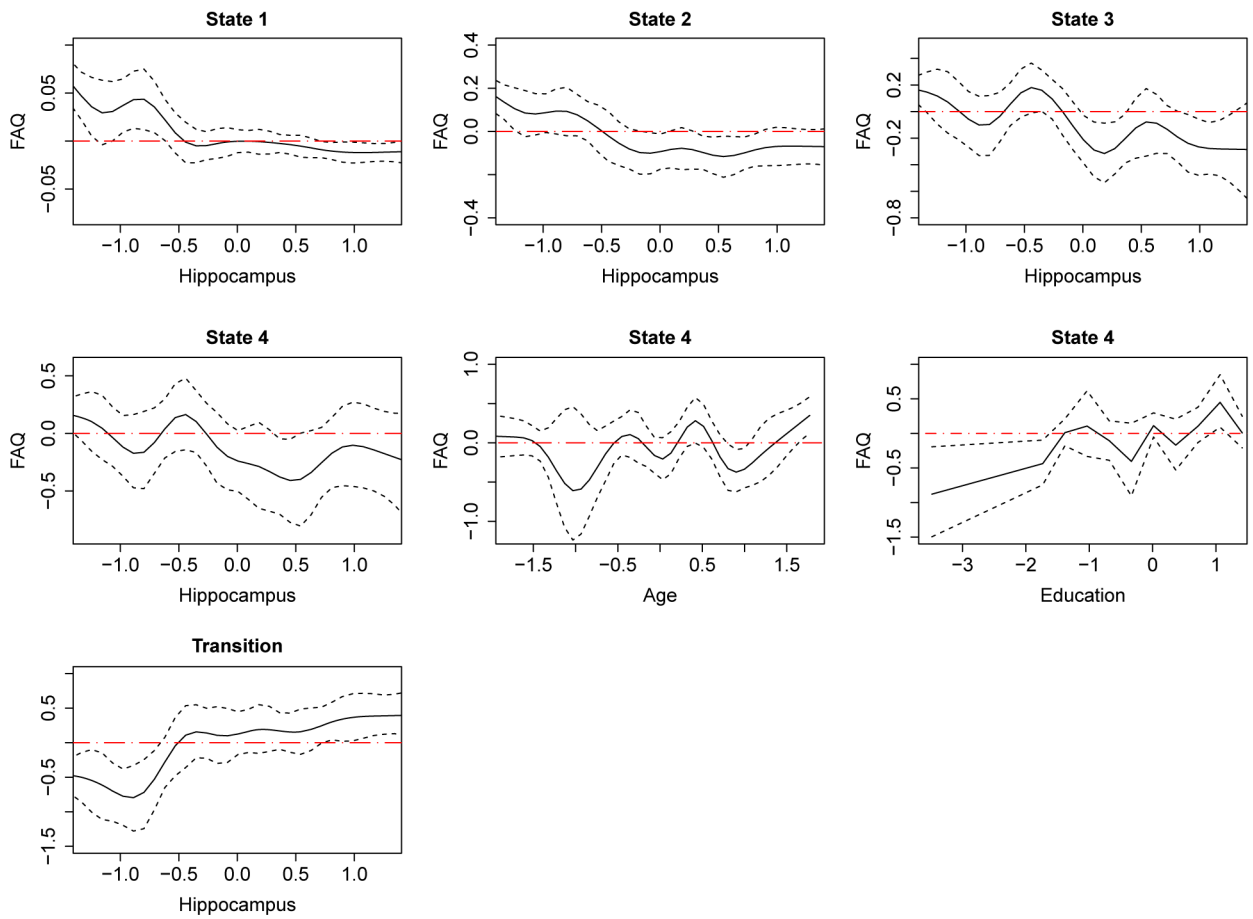 State 1
FAQ
0.05
−0.05
−1.0 −0.5 0.0 0.5 1.0
Hippocampus
State 2
FAQ
0.4
0.2
0.0
−0.4
−1.0 −0.5 0.0 0.5 1.0
Hippocampus
State 3
FAQ
0.2
−0.2
−0.8
−1.0 −0.5 0.0 0.5 1.0
Hippocampus
State 4
FAQ
0.5
0.0
−0.5
−1.0 −0.5 0.0 0.5 1.0
Hippocampus
State 4
FAQ
1.0
0.0
−1.0
−1.5 −0.5 0.5 1.5
Age
State 4
FAQ
0.5
−0.5
−1.5
−3 −2 −1 0 1
Education
Transition
FAQ
0.5
−0.5
−1.5
−1.0 −0.5 0.0 0.5 1.0
Hippocampus